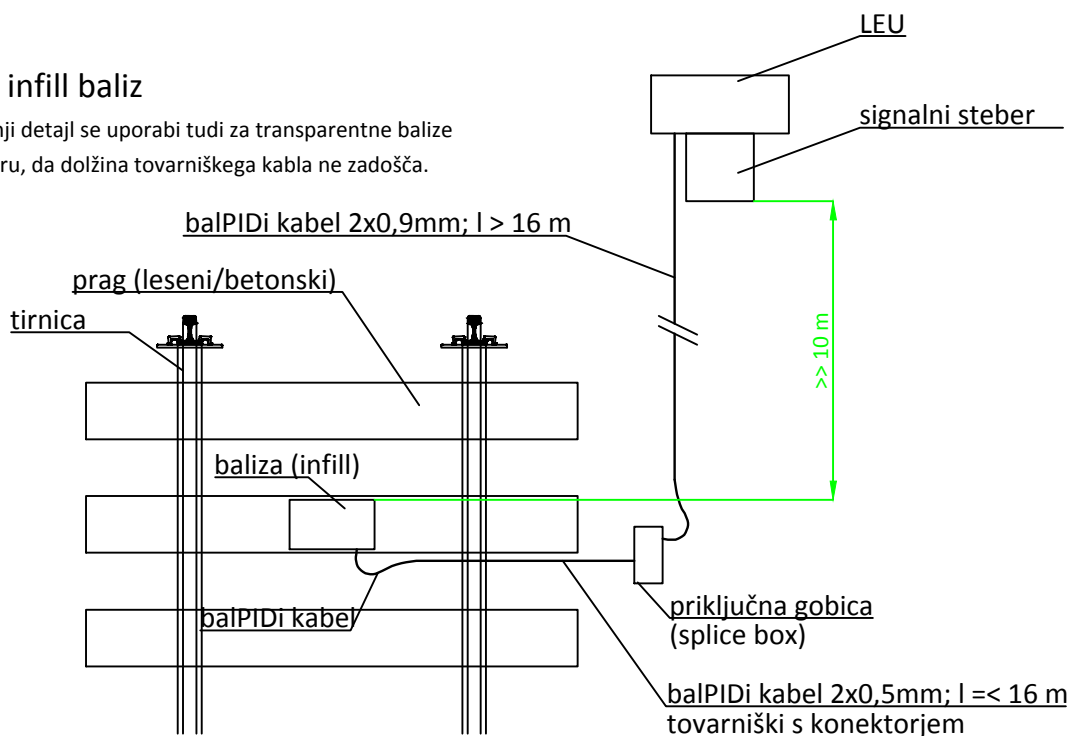 LEU
infill baliz
signalni steber
nji detajl se uporabi tudi za transparentne balize
ru, da dolžina tovarniškega kabla ne zadošča.
balPIDi kabel 2x0,9mm; l > 16 m
prag (leseni/betonski)
tirnica
>> 10 m
baliza (infill)
balPIDi kabel
priključna gobica
(splice box)
balPIDi kabel 2x0,5mm; l =< 16 m
tovarniški s konektorjem